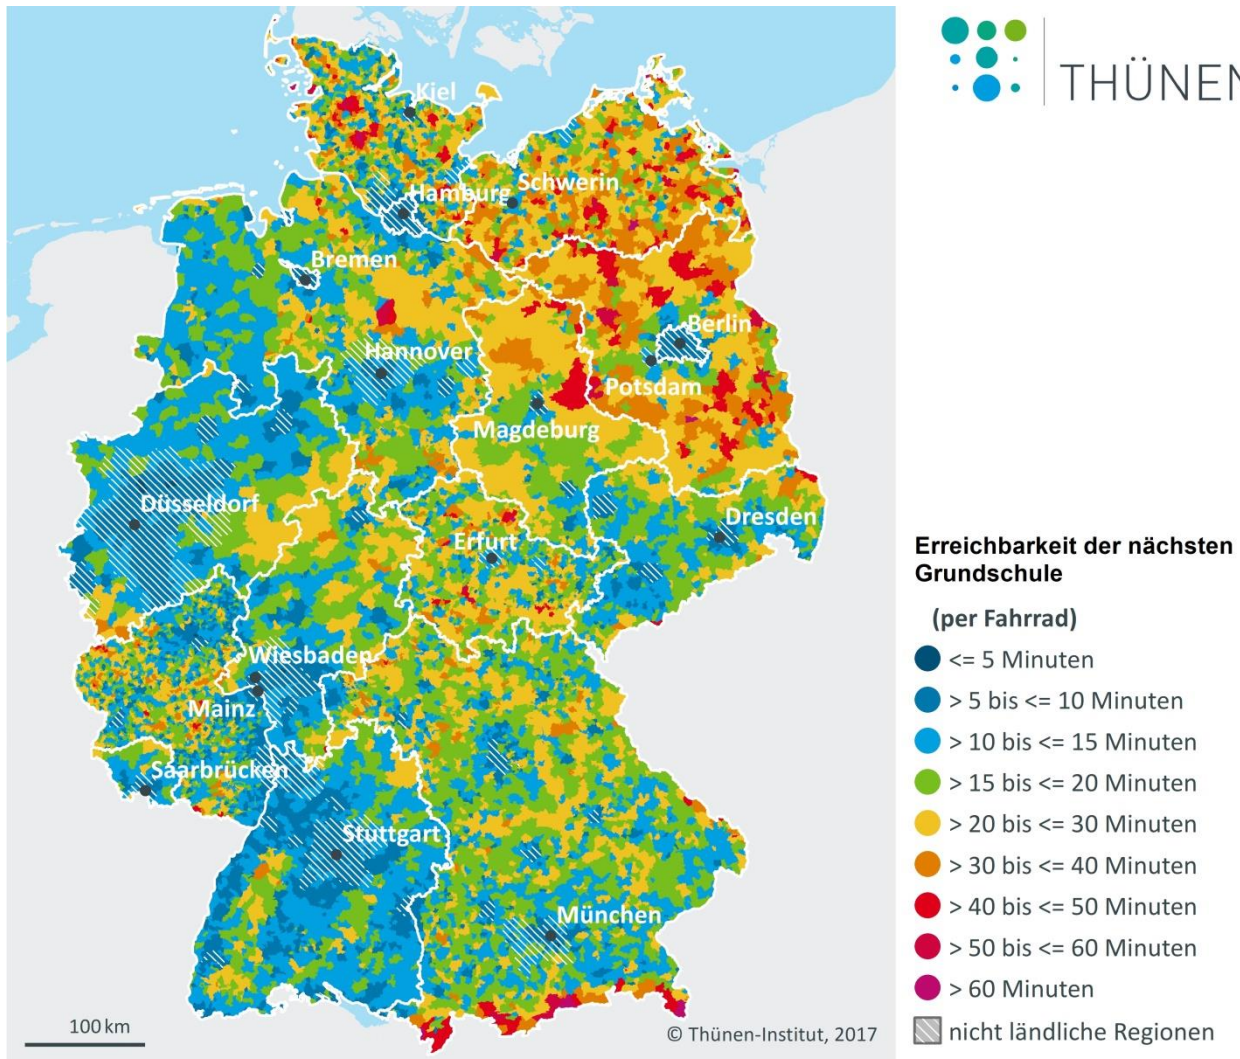 THÜNEN
Kiel
Schwerin
Hamburg
Bremen
Berlin
Hannover
Potsdam
Magdeburg
Düsseldorf
Dresden
Erfurt
Wiesbaden
Mainz
Saarbrücken
Stuttgart
München
100 km
© Thünen-Institut, 2017
Erreichbarkeit der nächsten
Grundschule
(per Fahrrad)
<= 5 Minuten
> 5 bis <= 10 Minuten
> 10 bis <= 15 Minuten
> 15 bis <= 20 Minuten
> 20 bis <= 30 Minuten
> 30 bis <= 40 Minuten
> 40 bis <= 50 Minuten
> 50 bis <= 60 Minuten
> 60 Minuten
nicht ländliche Regionen